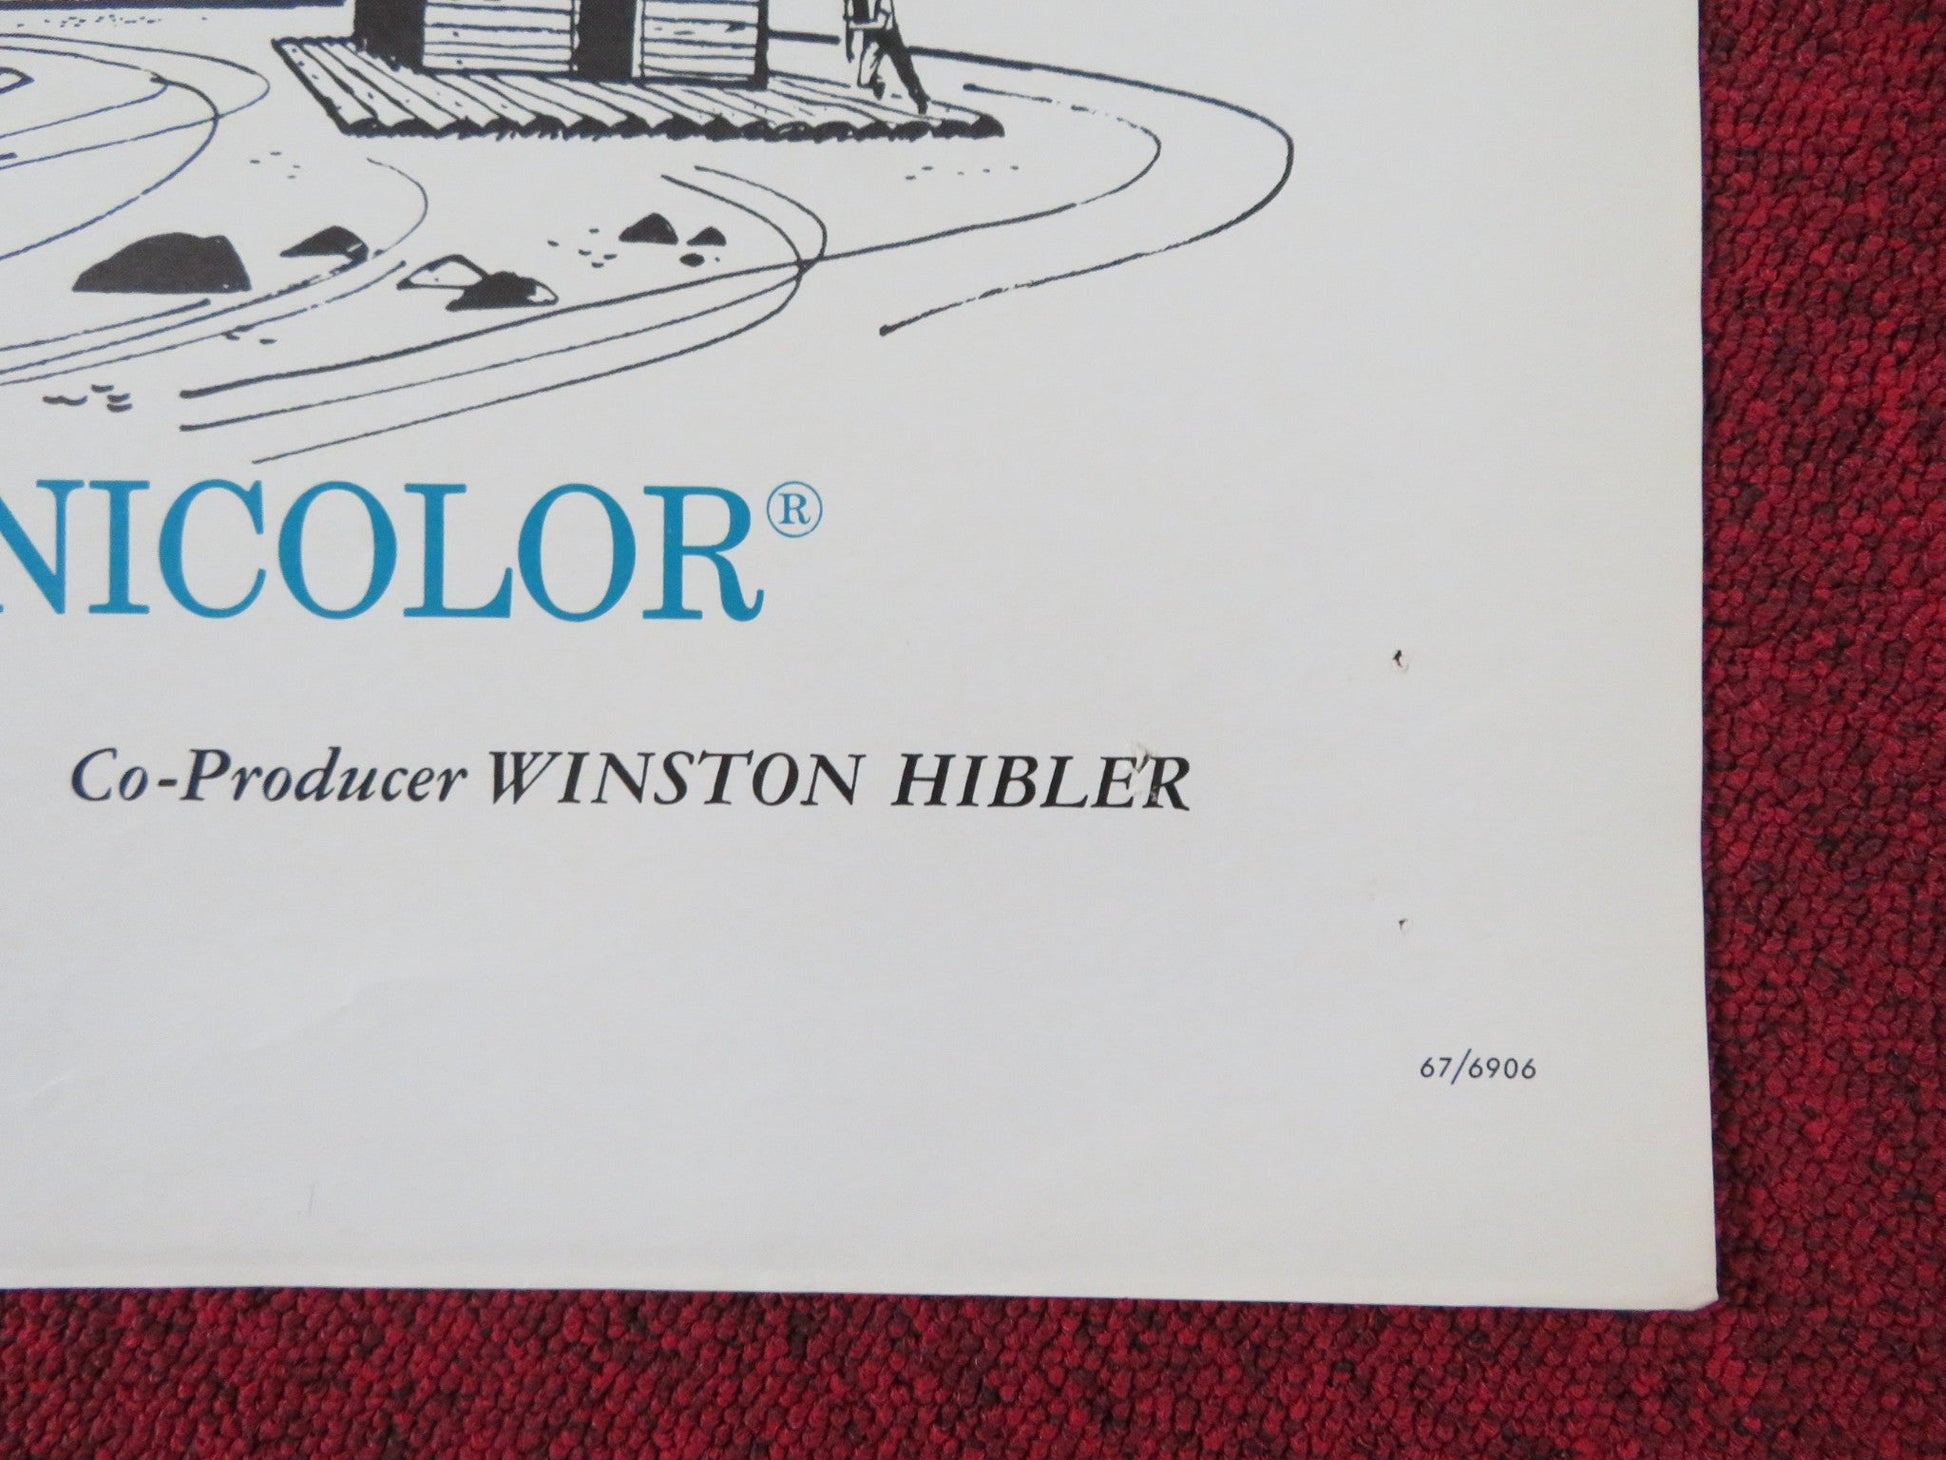 NICOLOR®
Co-Producer WINSTON HIBLER
67/6906